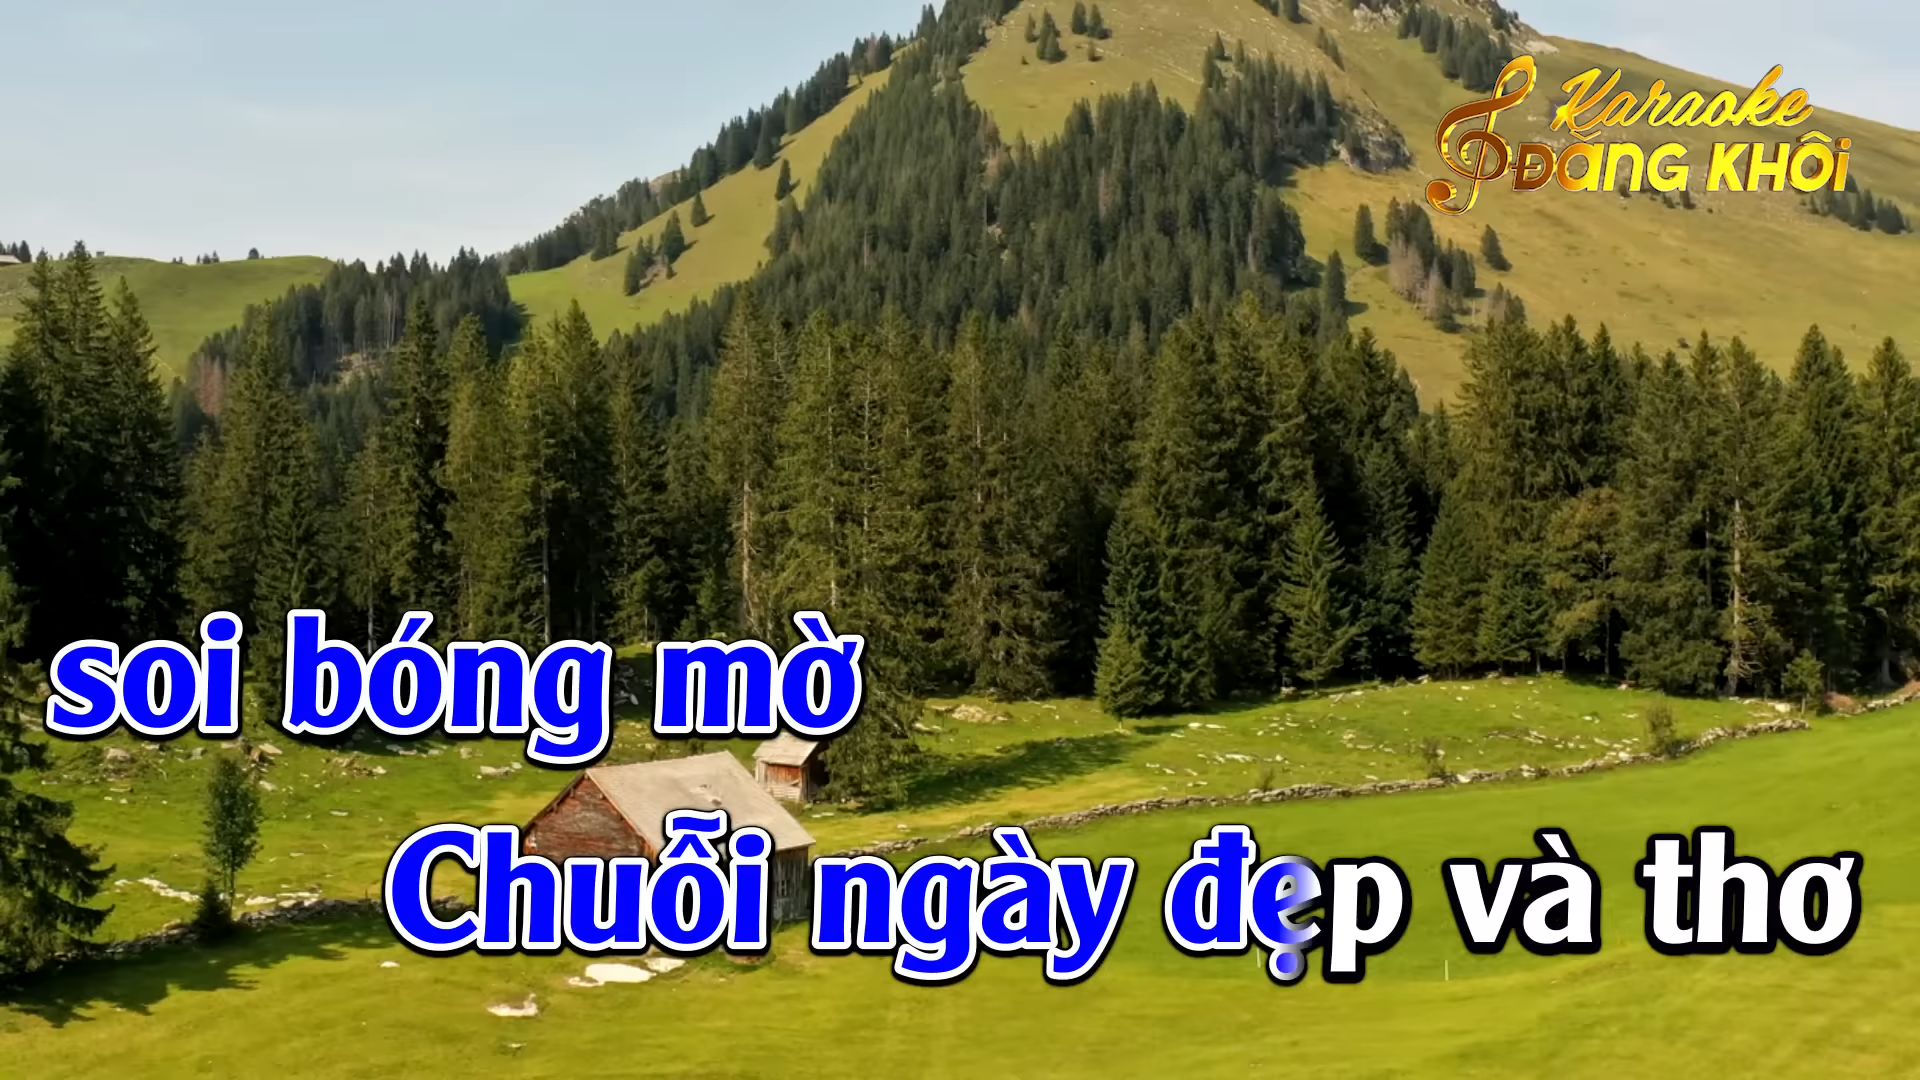 Karaoke
ĐĂNG KHÔI
soi bóng mờ
Chuỗi ngày đẹp và thơ